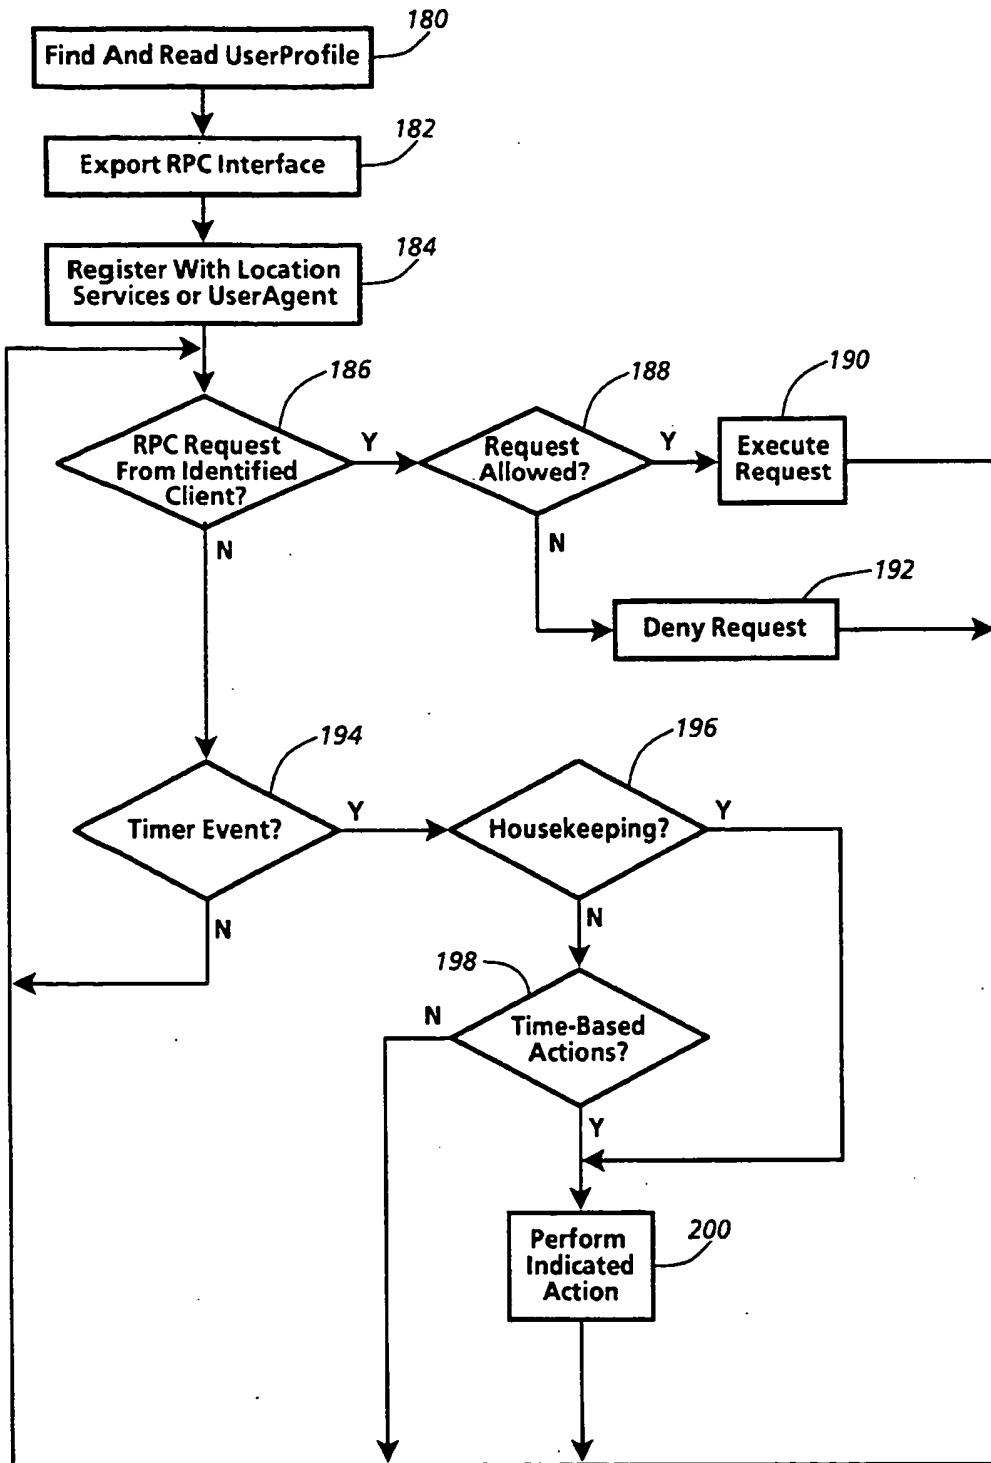 180
Find And Read UserProfile
182
Export RPC Interface
184
Register With Location
Services or UserAgent
186
RPC Request
From Identified
Client?
Y
N
188
Request
Allowed?
Y
N
190
Execute
Request
192
Deny Request
194
Timer Event?
Y
N
196
Housekeeping?
Y
N
198
Time-Based
Actions?
N
Y
200
Perform
Indicated
Action